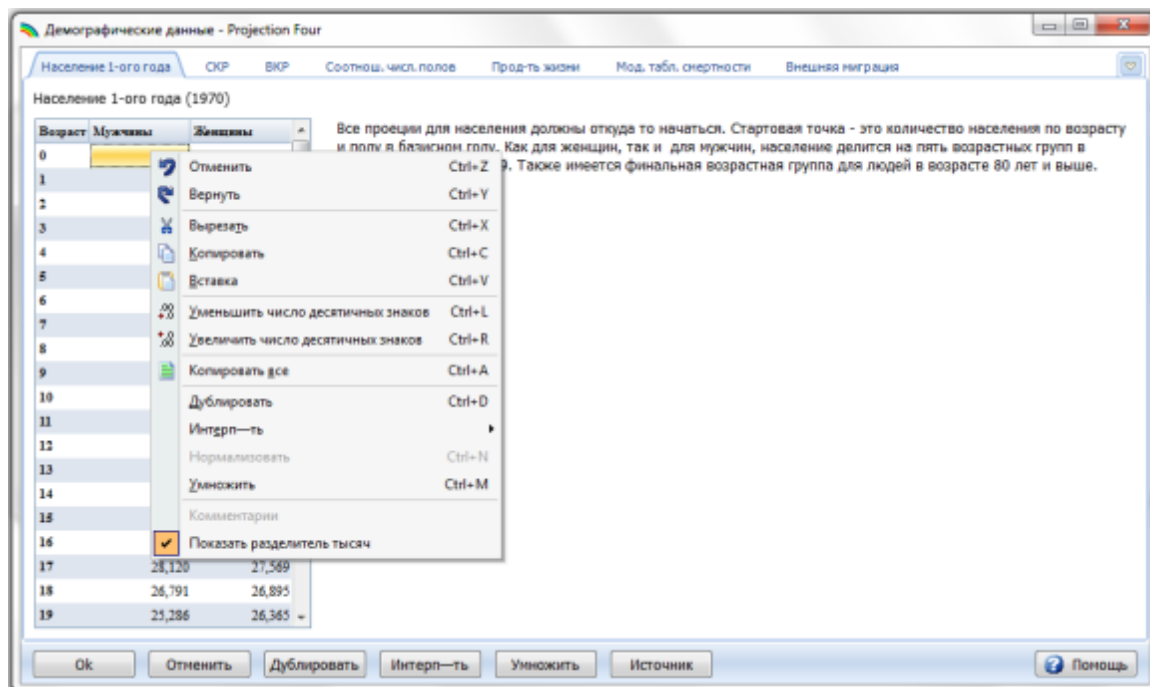 Демографические данные - Projection Four
Население 1-ого года СКР ВКР Соотнош. числ. полов Прод-ть жизни Мод. табл. смертности Внешняя миграция
Население 1-ого года (1970)
Возраст Мужчины Женщины
Все проеции для населения должны откуда то начаться. Стартовая точка - это количество населения по возрасту
и полу в базисном году. Как для женщин, так и для мужчин, население делится на пять возрастных групп в
9. Также имеется финальная возрастная группа для людей в возрасте 80 лет и выше.
0
1
2
3
4
5
6
7
8
9
10
11
12
13
14
15
16
17 28,120 27,569
18 26,791 26,895
19 25,286 26,365
Отменить Ctrl+Z
Вернуть Ctrl+Y
Вырезать Ctrl+X
Копировать Ctrl+C
Вставка Ctrl+V
Уменьшить число десятичных знаков Ctrl+L
Увеличить число десятичных знаков Ctrl+R
Копировать все Ctrl+A
Дублировать Ctrl+D
Интерп—ть
Нормализовать Ctrl+N
Умножить Ctrl+M
Комментарии
Показать разделитель тысяч
Ok Отменить Дублировать Интерп—ть Умножить Источник Помощь